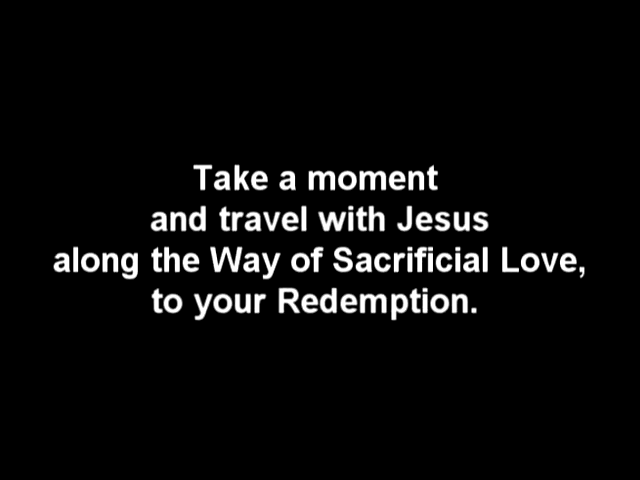 Take a moment
and travel with Jesus
along the Way of Sacrificial Love,
to your Redemption.